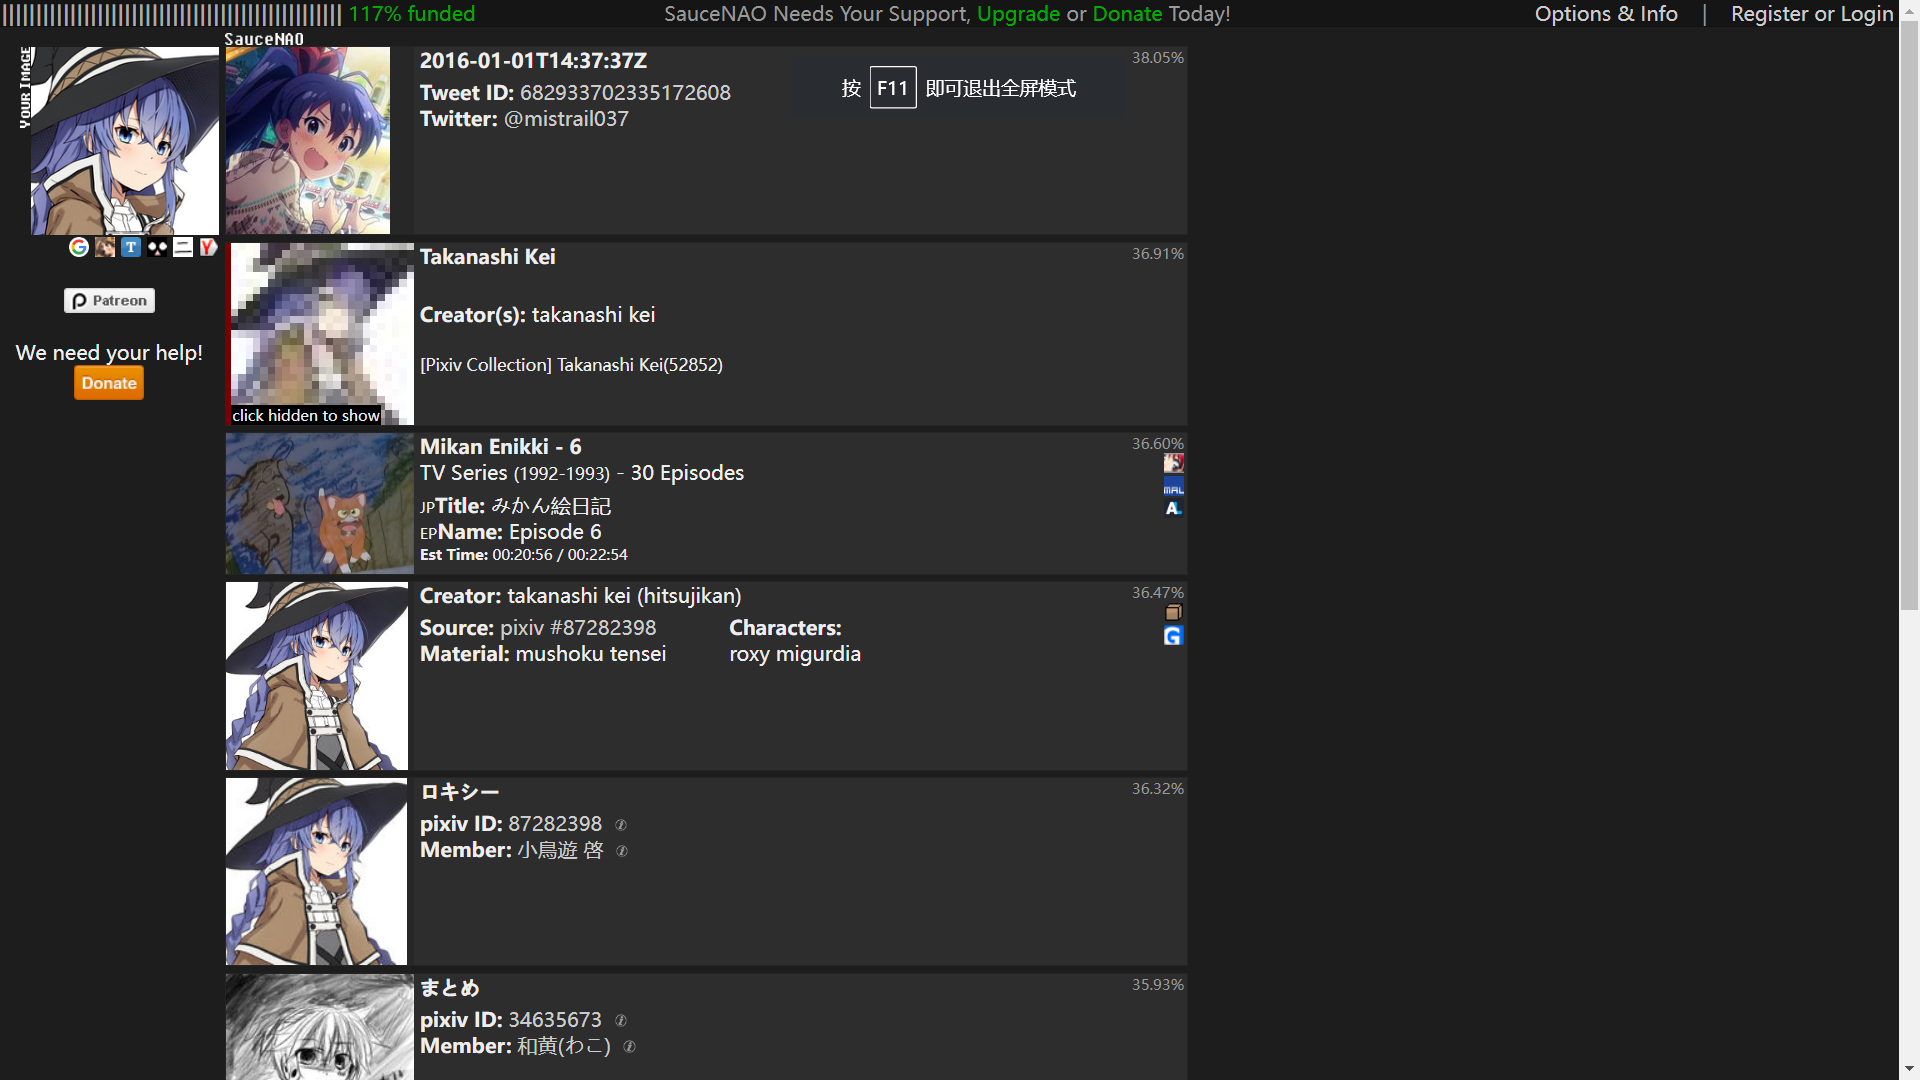 117% funded
SauceNAO Needs Your Support, Upgrade or Donate Today!
Options & Info | Register or Login
SauceNAO
YOUR IMAGE
Patreon
We need your help!
Donate
2016-01-01T14:37:37Z
38.05%
Tweet ID: 682933702335172608
Twitter: @mistrail037
按 F11 即可退出全屏模式
Takanashi Kei
36.91%
Creator(s): takanashi kei
[Pixiv Collection] Takanashi Kei(52852)
click hidden to show
Mikan Enikki - 6
36.60%
TV Series (1992-1993) - 30 Episodes
JPTitle: みかん絵日記
EPName: Episode 6
Est Time: 00:20:56 / 00:22:54
MAL
Creator: takanashi kei (hitsujikan)
36.47%
Source: pixiv #87282398
Material: mushoku tensei
Characters:
roxy migurdia
ロキシー
36.32%
pixiv ID: 87282398
Member: 小鳥遊 啓
まとめ
35.93%
pixiv ID: 34635673
Member: 和黄(わこ)